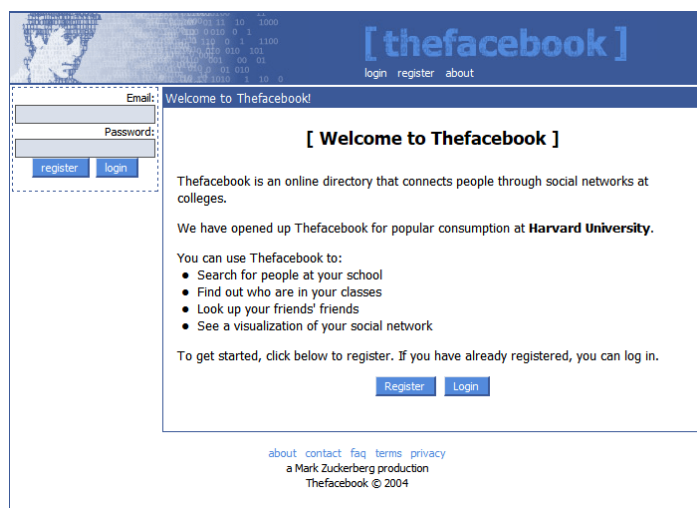 [ thefacebook ]
login register about
Email:
Password:
register login
Welcome to Thefacebook!
[ Welcome to Thefacebook ]
Thefacebook is an online directory that connects people through social networks at
colleges.
We have opened up Thefacebook for popular consumption at Harvard University.
You can use Thefacebook to:
● Search for people at your school
● Find out who are in your classes
● Look up your friends' friends
● See a visualization of your social network
To get started, click below to register. If you have already registered, you can log in.
Register Login
about contact faq terms privacy
a Mark Zuckerberg production
Thefacebook © 2004